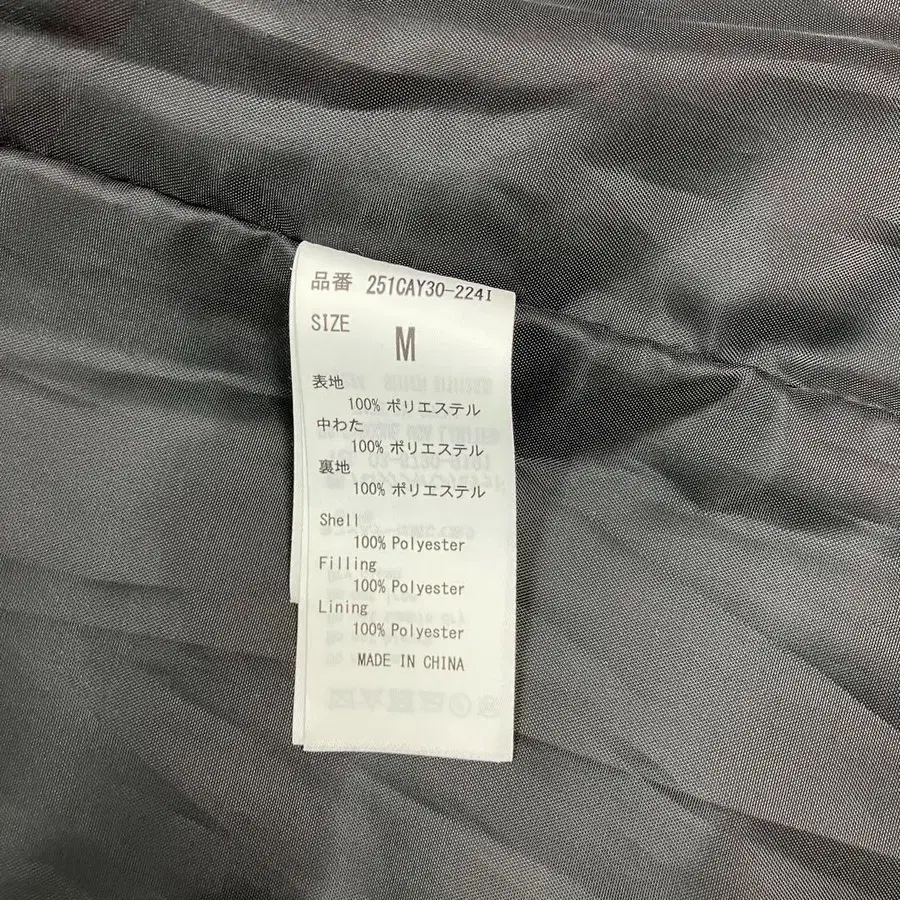 品番 251CAY30-2241
SIZE
M
表地
100% ポリエステル
中わた
100% ポリエステル
裏地
100% ポリエステル
Shell
100% Polyester
Filling
100% Polyester
Lining
100% Polyester
MADE IN CHINA